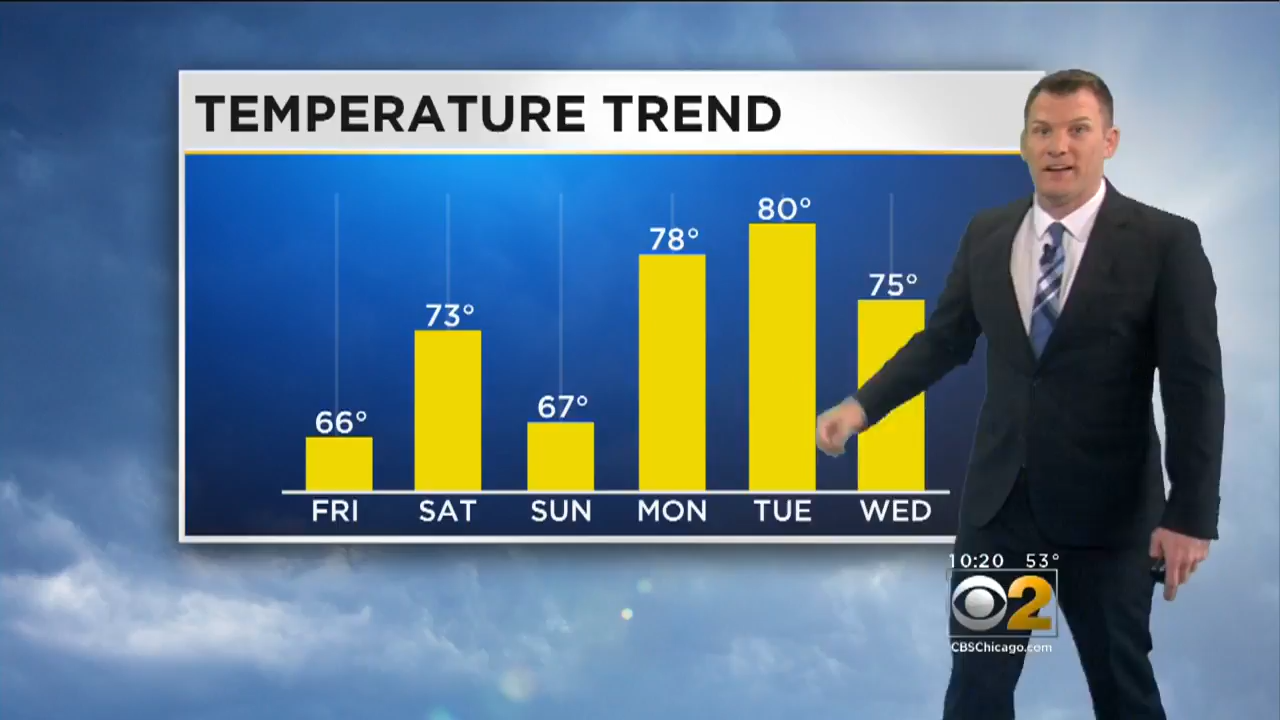 TEMPERATURE TREND
66° 73° 67° 78° 80° 75°
FRI SAT SUN MON TUE WED
10:20 53°
2
CBSChicago.com